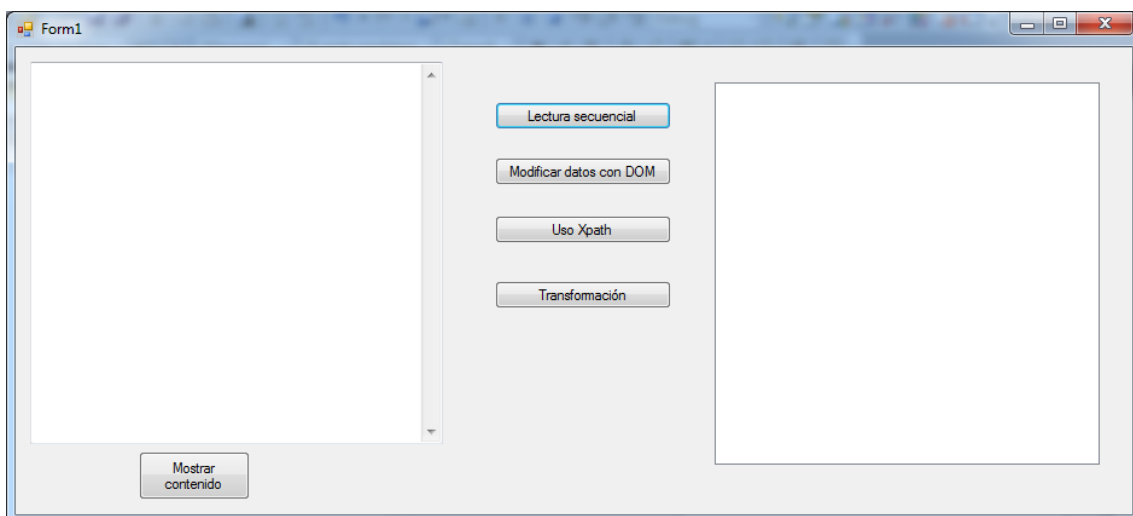 Form1
Lectura secuencial
Modificar datos con DOM
Uso Xpath
Transformación
Mostrar
contenido